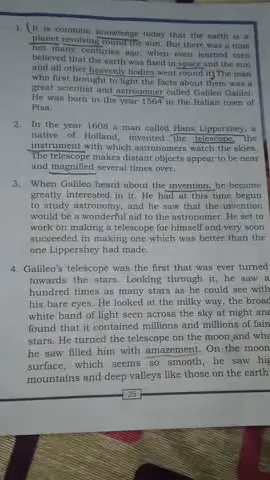 1. It is common knowledge today that the earth is a
planet revolving round the sun. But there was a time
not many centuries ago, when even learned men
believed that the earth was fixed in space and the sun
and all other heavenly bodies went round it. The man
who first brought to light the facts about them was a
great scientist and astronomer called Galileo Galilei.
He was born in the year 1564 in the Italian town of
Pisa.
2. In the year 1608 a man called Hans Lippershey, a
native of Holland, invented the telescope, the
instrument with which astronomers watch the skies.
The telescope makes distant objects appear to be near
and magnified several times over.
3. When Galileo heard about the invention, he became
greatly interested in it. He had at this time begun
to study astronomy, and he saw that the invention
would be a wonderful aid to the astronomer. He set to
work on making a telescope for himself and very soon
succeeded in making one which was better than the
one Lippershey had made.
4. Galileo's telescope was the first that was ever turned
towards the stars. Looking through it, he saw a
hundred times as many stars as he could see with
his bare eyes. He looked at the milky way, the broad
white band of light seen across the sky at night and
found that it contained millions and millions of fain
stars. He turned the telescope on the moon and wha
he saw filled him with amazement. On the moon
surface, which seems so smooth, he saw hig
mountains and deep valleys like those on the earth
25